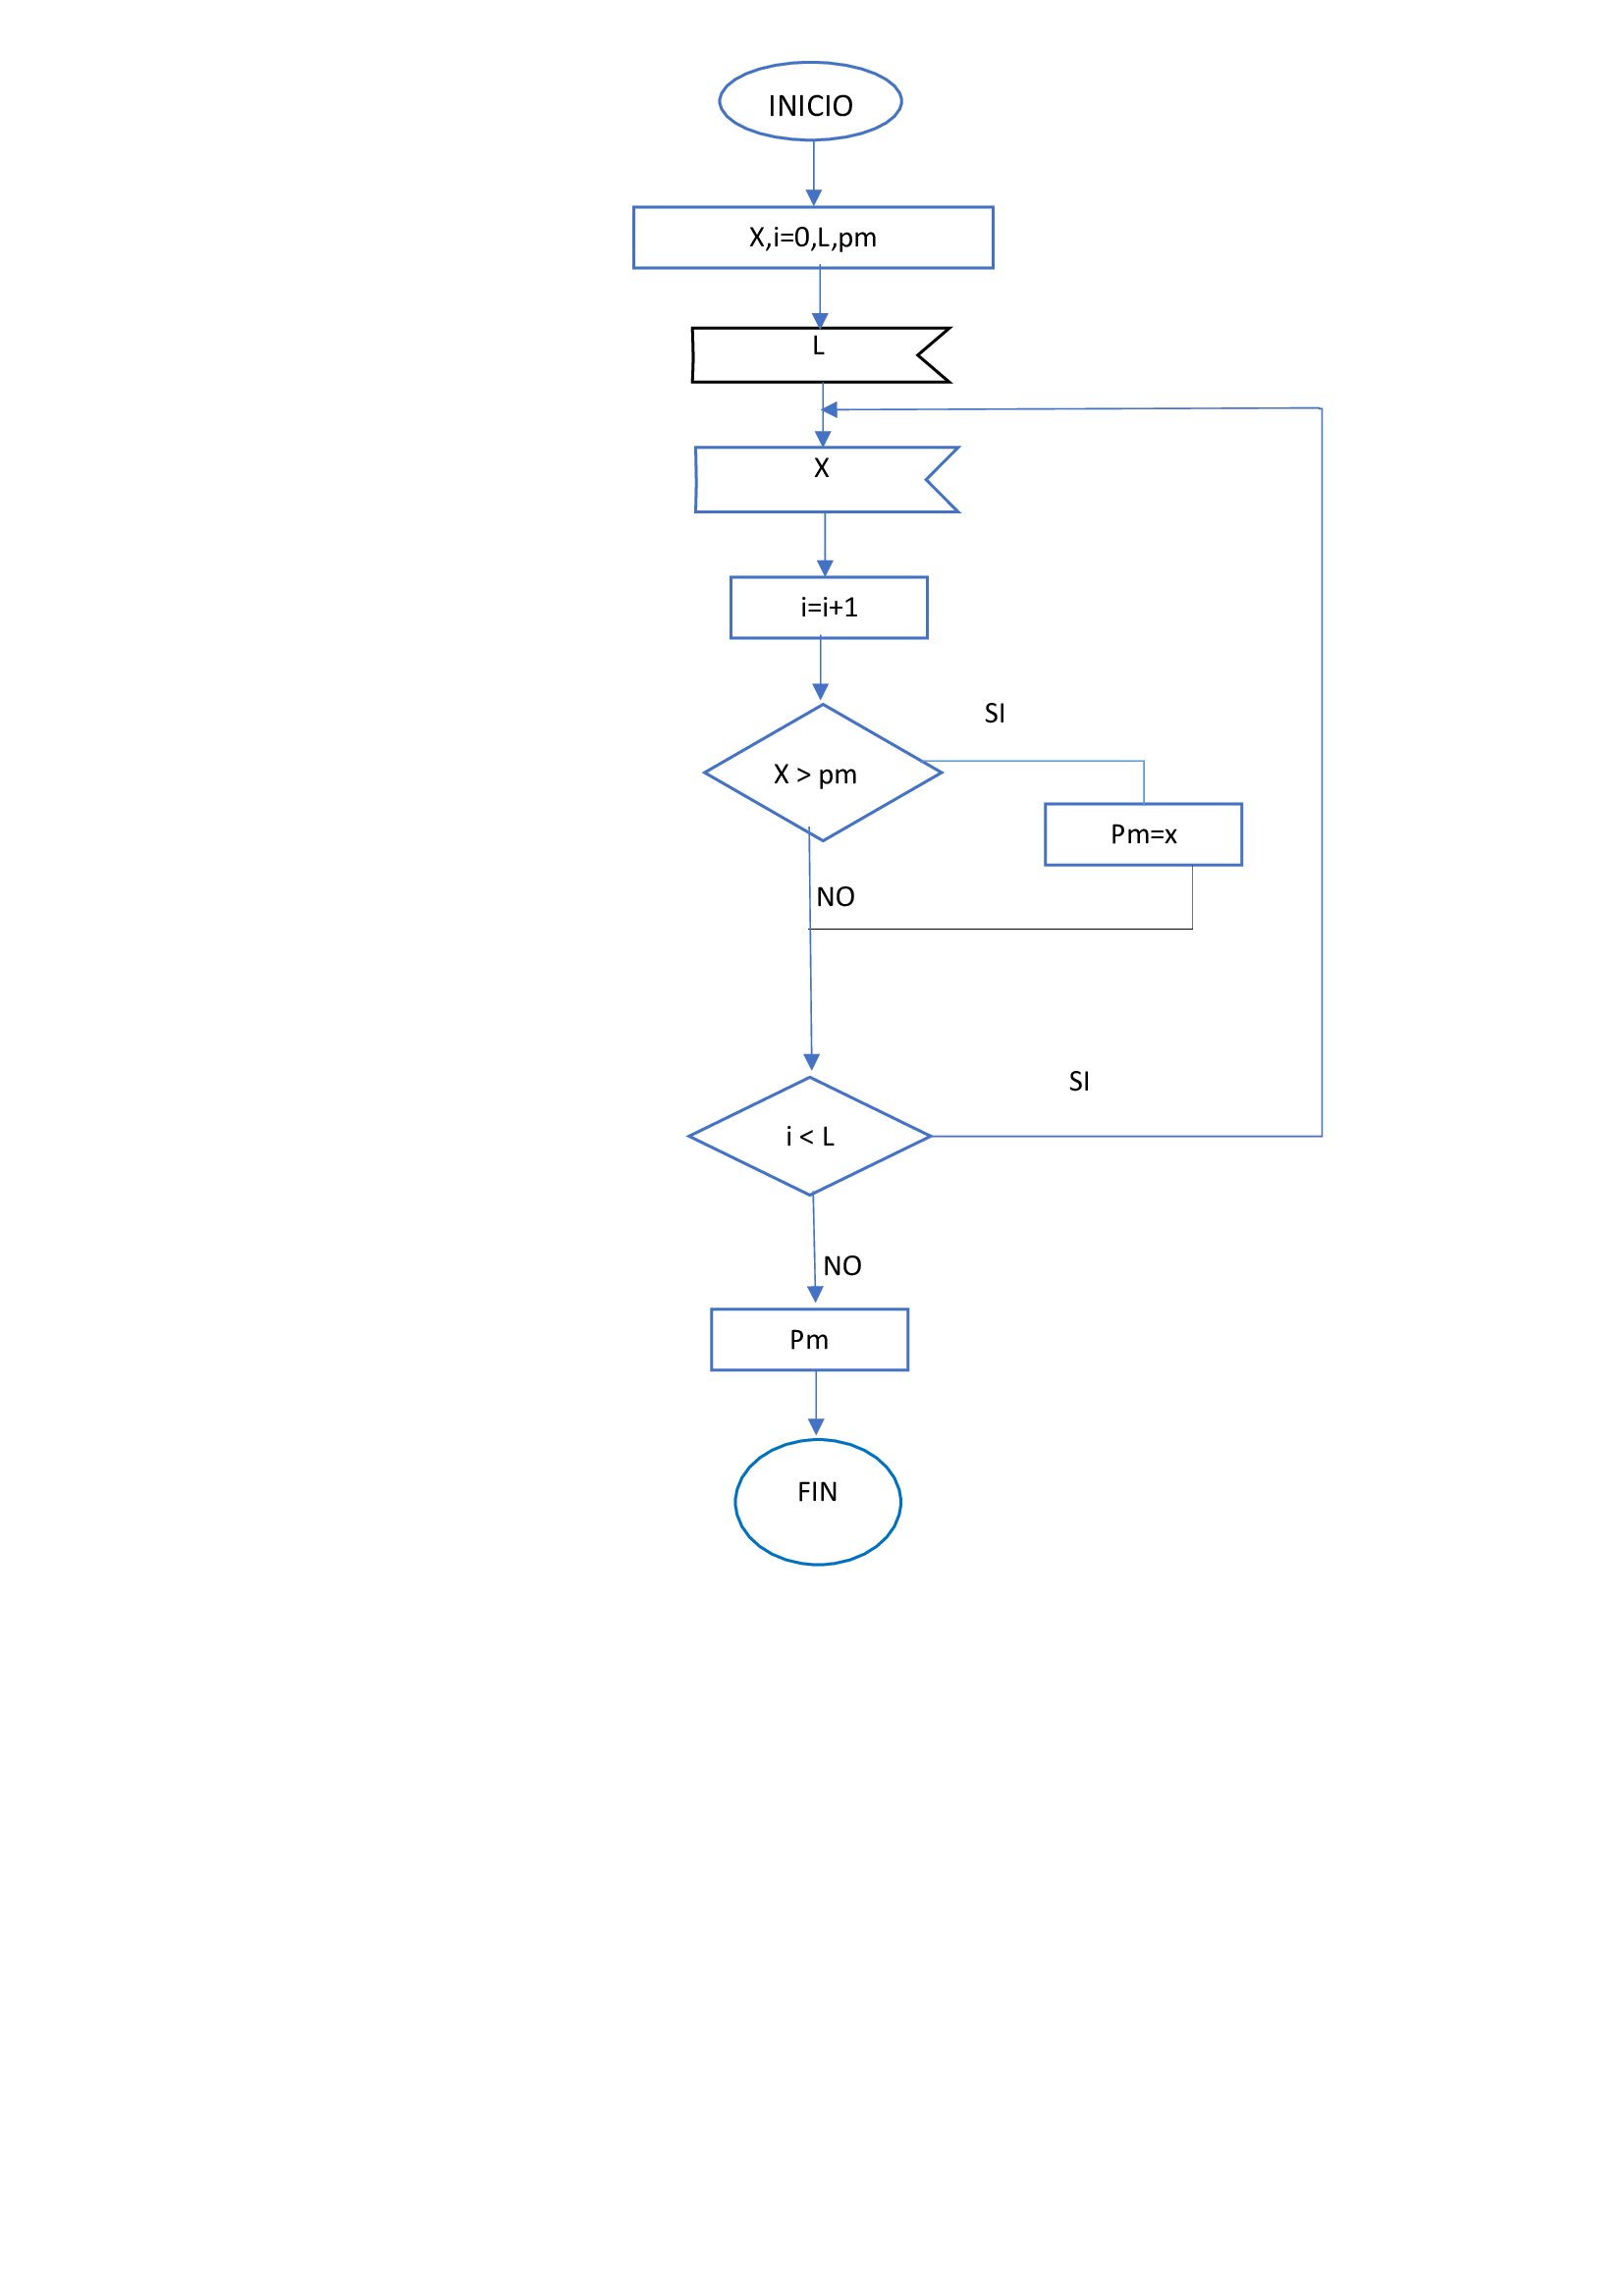 INICIO
X,i=0,L,pm
L
X
i=i+1
SI
X > pm
Pm=x
NO
SI
i < L
NO
Pm
FIN